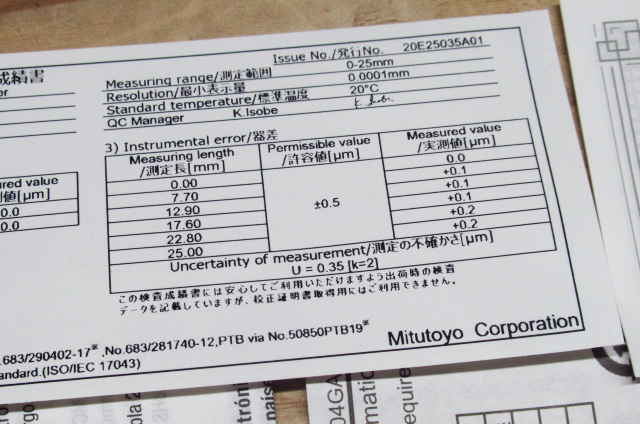 成績書
Issue No./発行No. 20E25035A01
Measuring range/測定範囲 0-25mm
Resolution/最小表示量 0.0001mm
Standard temperature/標準温度 20°C
QC Manager K.Isobe
3) Instrumental error/器差
Measuring length /測定長[mm] Permissible value /許容値[µm] Measured value /実測値[µm]
0.00 ±0.5 0.0
7.70 +0.1
12.90 +0.1
17.60 +0.1
22.80 +0.2
25.00 +0.2
Uncertainty of measurement/測定の不確かさ[µm]
U = 0.35 [k=2]
この検査成績書には安心してご利用いただけますよう出荷時の検査
データを記載していますが、校正証明書取得用にはご利用できません。
.683/290402-17※ ,No.683/281740-12,PTB via No.50850PTB19※
andard.(ISO/IEC 17043)
Mitutoyo Corporation
ured value
値[µm]
0.0
0.0
04GA
matic
equire